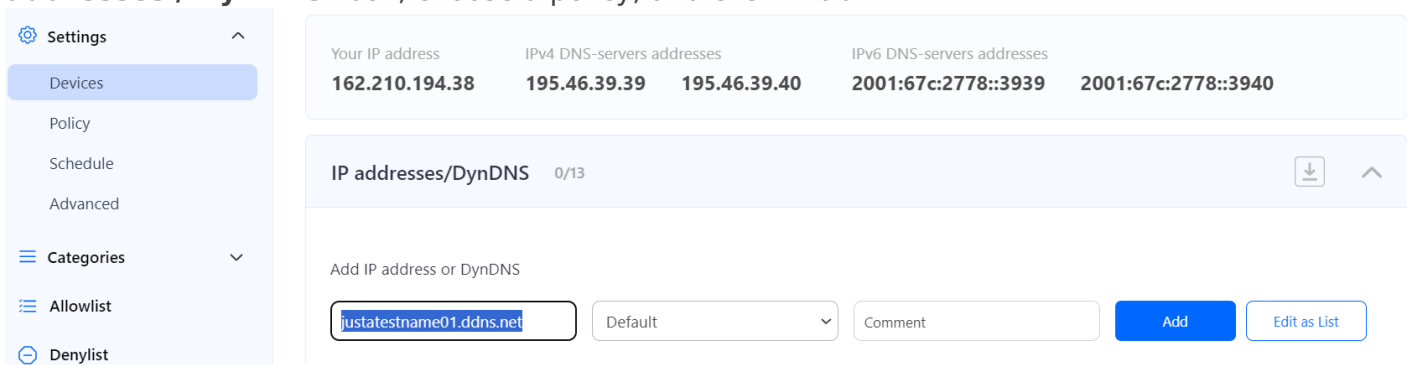 Settings
Devices
Policy
Schedule
Advanced
Categories
Allowlist
Denylist
Your IP address
162.210.194.38
IPv4 DNS-servers addresses
195.46.39.39 195.46.39.40
IPv6 DNS-servers addresses
2001:67c:2778::3939 2001:67c:2778::3940
IP addresses/DynDNS 0/13
Add IP address or DynDNS
justatestname01.ddns.net Default Comment Add Edit as List